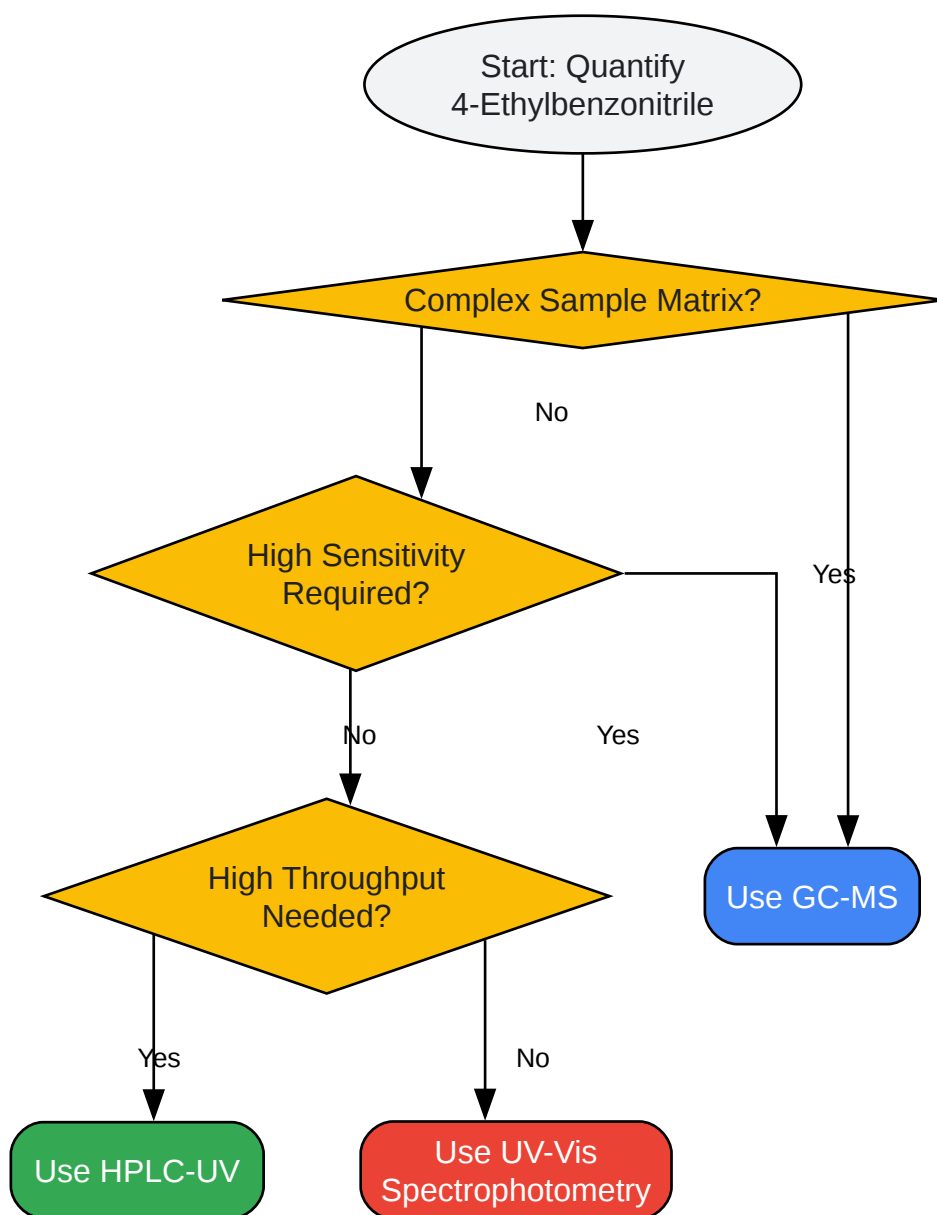 Start: Quantify
4-Ethylbenzonitrile
Complex Sample Matrix?
No
High Sensitivity
Required?
Yes
No
Yes
High Throughput
Needed?
Use GC-MS
Yes
No
Use HPLC-UV
Use UV-Vis
Spectrophotometry